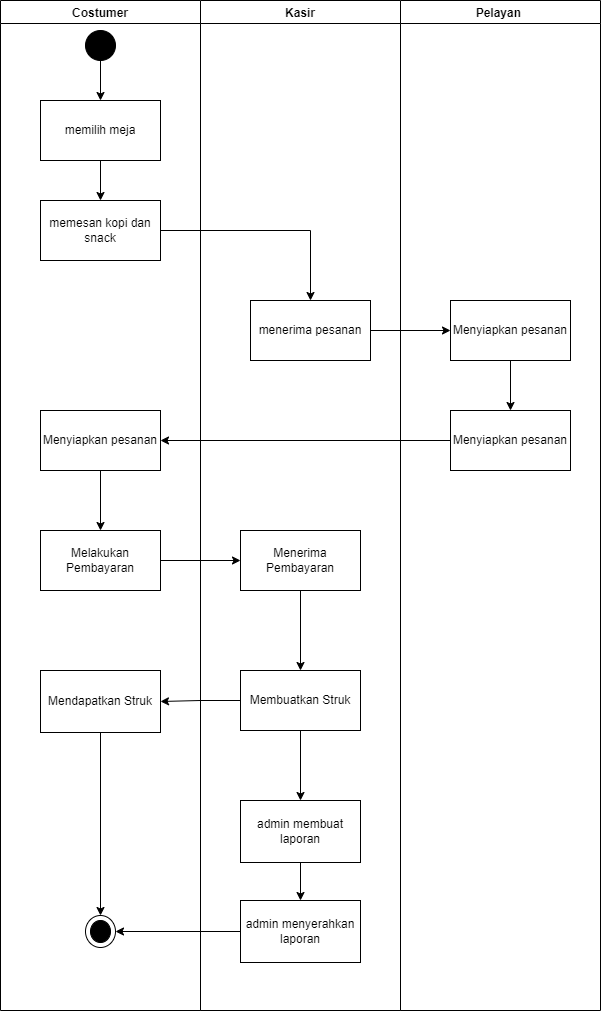 Costumer
Kasir
Pelayan
memilih meja
memesan kopi dan
snack
menerima pesanan
Menyiapkan pesanan
Menyiapkan pesanan
Menyiapkan pesanan
Melakukan
Pembayaran
Menerima
Pembayaran
Mendapatkan Struk
Membuatkan Struk
admin membuat
laporan
admin menyerahkan
laporan